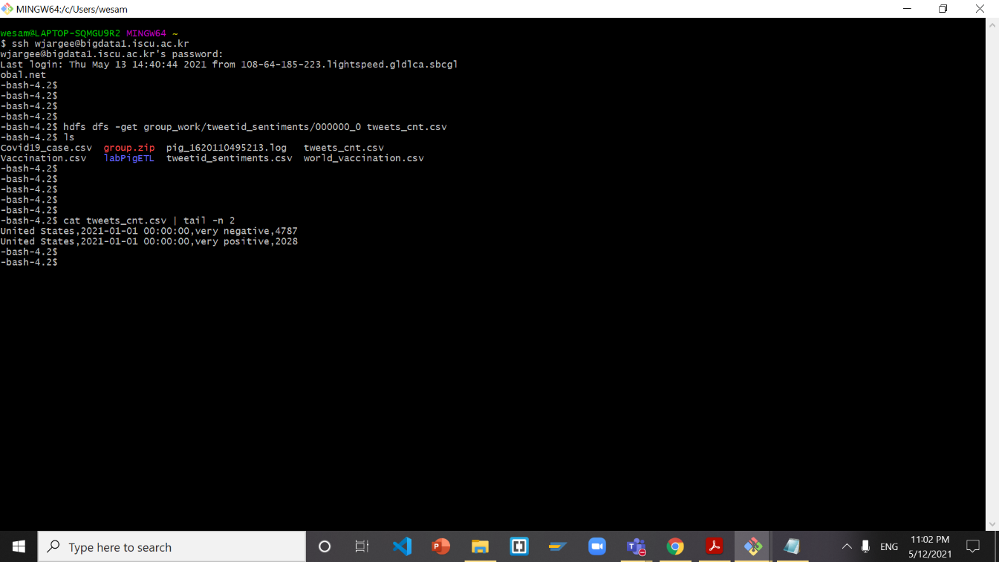 MINGW64:/c/Users/wesam
wesam@LAPTOP-SQMGU9R2 MINGW64 ~
$ ssh wjargee@bigdata1.iscu.ac.kr
wjargee@bigdata1.iscu.ac.kr's password:
Last login: Thu May 13 14:40:44 2021 from 108-64-185-223.lightspeed.gldlca.sbcgl
obal.net
-bash-4.2$
-bash-4.2$
-bash-4.2$
-bash-4.2$
-bash-4.2$ hdfs dfs -get group_work/tweetid_sentiments/000000_0 tweets_cnt.csv
-bash-4.2$ ls
Covid19_case.csv  group.zip  pig_1620110495213.log   tweets_cnt.csv
Vaccination.csv   labPigETL  tweetid_sentiments.csv  world_vaccination.csv
-bash-4.2$
-bash-4.2$
-bash-4.2$
-bash-4.2$
-bash-4.2$
-bash-4.2$ cat tweets_cnt.csv | tail -n 2
United States,2021-01-01 00:00:00,very negative,4787
United States,2021-01-01 00:00:00,very positive,2028
-bash-4.2$
-bash-4.2$
Type here to search
ENG
11:02 PM
5/12/2021